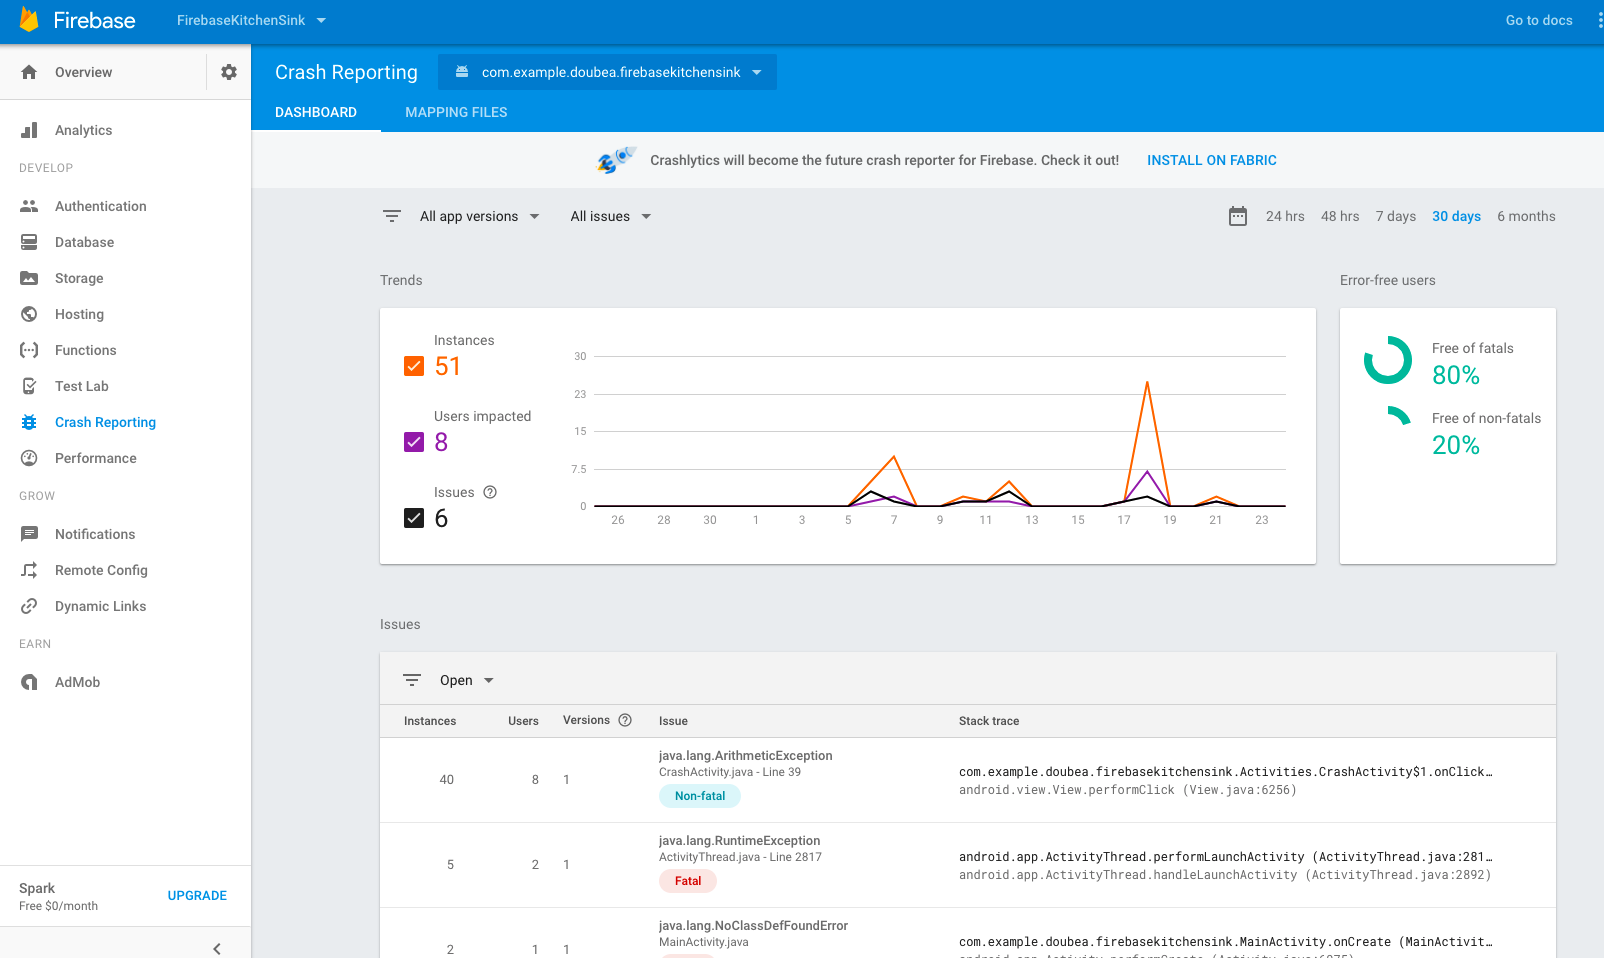 Firebase
FirebaseKitchenSink
Go to docs
Overview
Crash Reporting
com.example.doubea.firebasekitchensink
DASHBOARD
MAPPING FILES
Analytics
DEVELOP
Authentication
Database
Storage
Hosting
Functions
Test Lab
Crash Reporting
Performance
GROW
Notifications
Remote Config
Dynamic Links
EARN
AdMob
Spark
Free $0/month
UPGRADE
Crashlytics will become the future crash reporter for Firebase. Check it out!
INSTALL ON FABRIC
All app versions
All issues
24 hrs
48 hrs
7 days
30 days
6 months
Trends
Instances
51
Users impacted
8
Issues
6
30
23
15
7.5
0
26 28 30 1 3 5 7 9 11 13 15 17 19 21 23
Error-free users
Free of fatals
80%
Free of non-fatals
20%
Issues
Open
Instances Users Versions Issue Stack trace
40 8 1
java.lang.ArithmeticException
CrashActivity.java - Line 39
Non-fatal
com.example.doubea.firebasekitchensink.Activities.CrashActivity$1.onClick…
android.view.View.performClick (View.java:6256)
5 2 1
java.lang.RuntimeException
ActivityThread.java - Line 2817
Fatal
android.app.ActivityThread.performLaunchActivity (ActivityThread.java:281…
android.app.ActivityThread.handleLaunchActivity (ActivityThread.java:2892)
2 1 1
java.lang.NoClassDefFoundError
MainActivity.java
com.example.doubea.firebasekitchensink.MainActivity.onCreate (MainActivit…